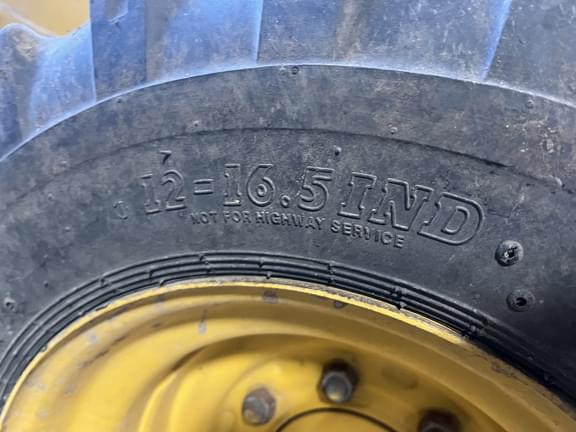 12-16.5 IND
NOT FOR HIGHWAY SERVICE